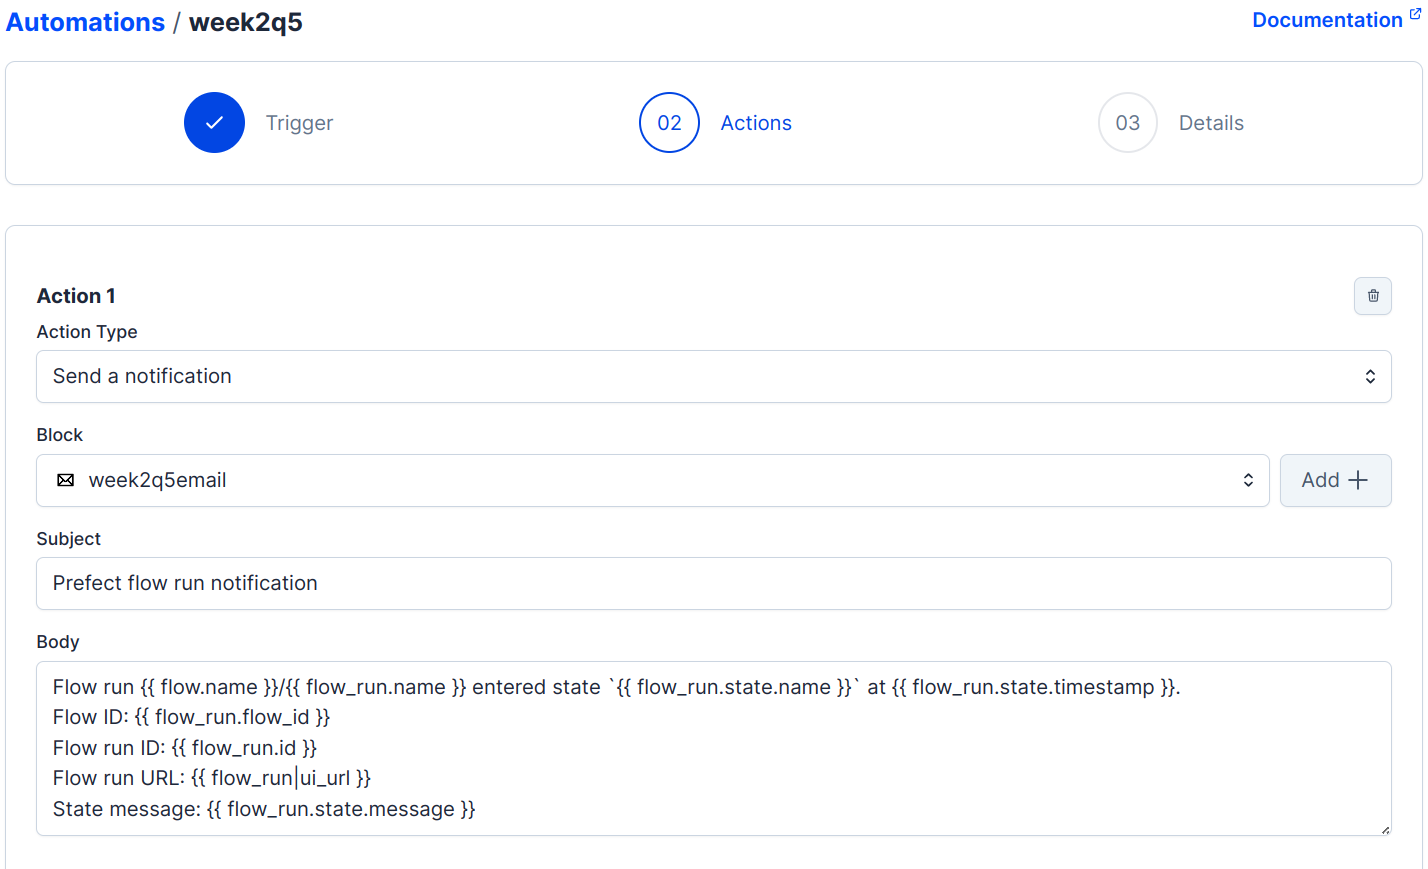 Automations / week2q5
Documentation
Trigger
02 Actions
03 Details
Action 1
Action Type
Send a notification
Block
week2q5email
Add
Subject
Prefect flow run notification
Body
Flow run {{ flow.name }}/{{ flow_run.name }} entered state `{{ flow_run.state.name }}` at {{ flow_run.state.timestamp }}.
Flow ID: {{ flow_run.flow_id }}
Flow run ID: {{ flow_run.id }}
Flow run URL: {{ flow_run|ui_url }}
State message: {{ flow_run.state.message }}